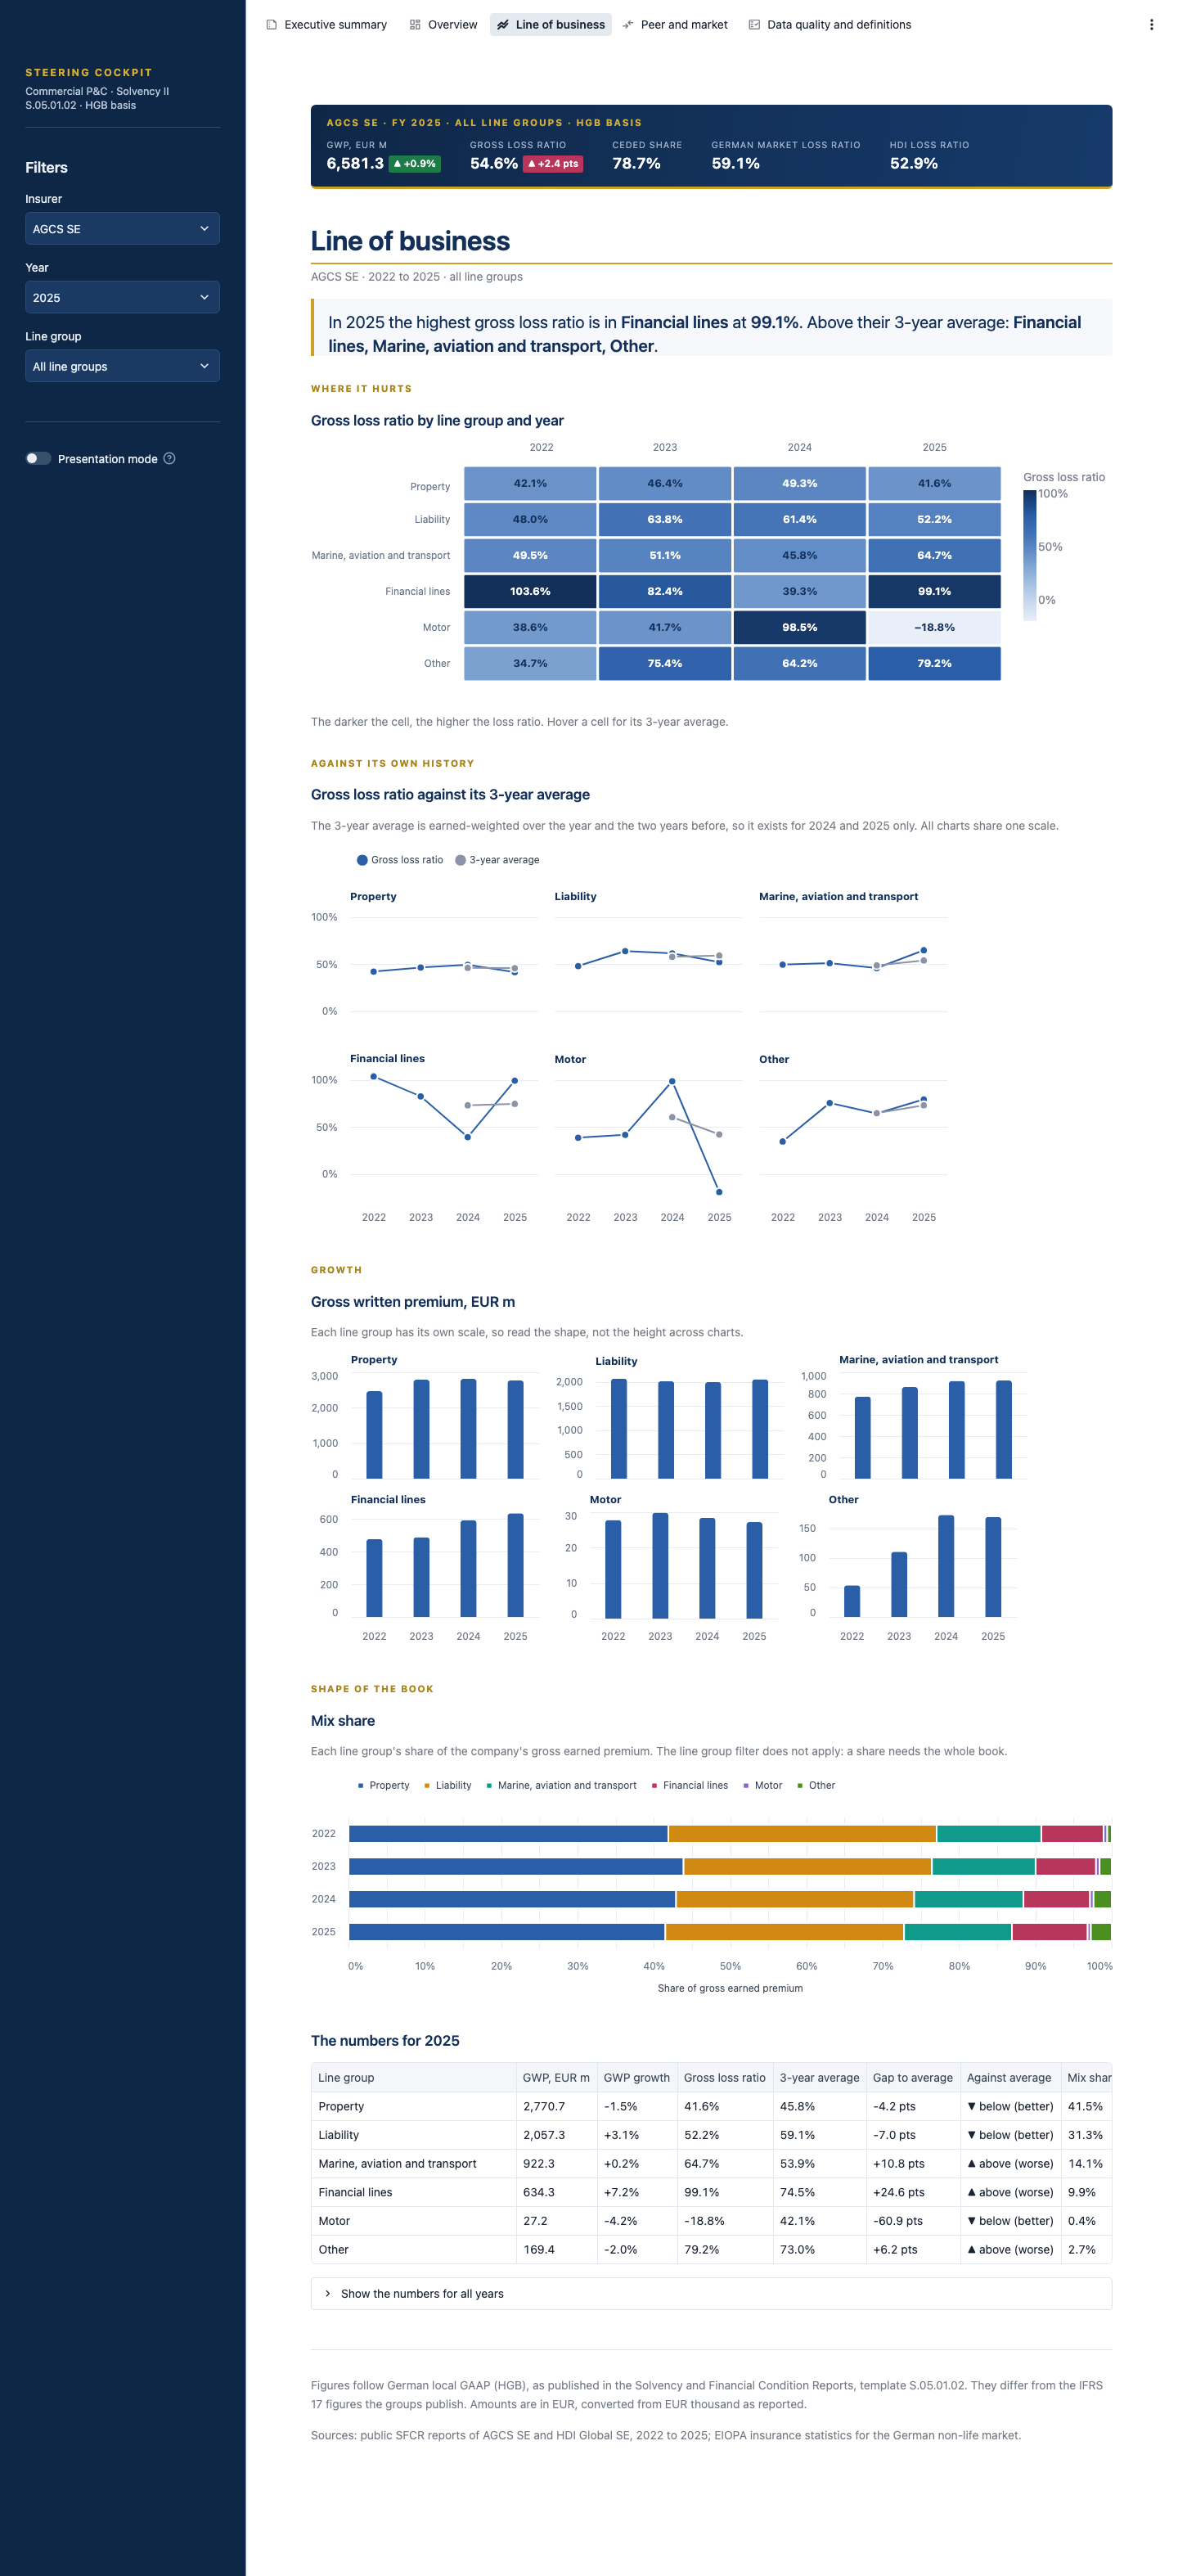 Executive summary
Overview
Line of business
Peer and market
Data quality and definitions
STEERING COCKPIT
Commercial P&C · Solvency II
S.05.01.02 · HGB basis
Filters
Insurer
AGCS SE
Year
2025
Line group
All line groups
Presentation mode
AGCS SE · FY 2025 · ALL LINE GROUPS · HGB BASIS
GWP, EUR M GROSS LOSS RATIO CEDED SHARE GERMAN MARKET LOSS RATIO HDI LOSS RATIO
6,581.3 ▲ +0.9% 54.6% ▲ +2.4 pts 78.7% 59.1% 52.9%
Line of business
AGCS SE · 2022 to 2025 · all line groups
In 2025 the highest gross loss ratio is in Financial lines at 99.1%. Above their 3-year average: Financial
lines, Marine, aviation and transport, Other.
WHERE IT HURTS
Gross loss ratio by line group and year
2022 2023 2024 2025
Property 42.1% 46.4% 49.3% 41.6%
Liability 48.0% 63.8% 61.4% 52.2%
Marine, aviation and transport 49.5% 51.1% 45.8% 64.7%
Financial lines 103.6% 82.4% 39.3% 99.1%
Motor 38.6% 41.7% 98.5% −18.8%
Other 34.7% 75.4% 64.2% 79.2%
Gross loss ratio
100%
50%
0%
The darker the cell, the higher the loss ratio. Hover a cell for its 3-year average.
AGAINST ITS OWN HISTORY
Gross loss ratio against its 3-year average
The 3-year average is earned-weighted over the year and the two years before, so it exists for 2024 and 2025 only. All charts share one scale.
Gross loss ratio 3-year average
Property Liability Marine, aviation and transport
100%
50%
0%
Financial lines Motor Other
100%
50%
0%
2022 2023 2024 2025 2022 2023 2024 2025 2022 2023 2024 2025
GROWTH
Gross written premium, EUR m
Each line group has its own scale, so read the shape, not the height across charts.
Property
3,000
2,000
1,000
0
Liability
2,000
1,500
1,000
500
0
Marine, aviation and transport
1,000
800
600
400
200
0
Financial lines
600
400
200
0
2022 2023 2024 2025
Motor
30
20
10
0
2022 2023 2024 2025
Other
150
100
50
0
2022 2023 2024 2025
SHAPE OF THE BOOK
Mix share
Each line group's share of the company's gross earned premium. The line group filter does not apply: a share needs the whole book.
Property Liability Marine, aviation and transport Financial lines Motor Other
2022
2023
2024
2025
0% 10% 20% 30% 40% 50% 60% 70% 80% 90% 100%
Share of gross earned premium
The numbers for 2025
Line group GWP, EUR m GWP growth Gross loss ratio 3-year average Gap to average Against average Mix shar
Property 2,770.7 -1.5% 41.6% 45.8% -4.2 pts ▼ below (better) 41.5%
Liability 2,057.3 +3.1% 52.2% 59.1% -7.0 pts ▼ below (better) 31.3%
Marine, aviation and transport 922.3 +0.2% 64.7% 53.9% +10.8 pts ▲ above (worse) 14.1%
Financial lines 634.3 +7.2% 99.1% 74.5% +24.6 pts ▲ above (worse) 9.9%
Motor 27.2 -4.2% -18.8% 42.1% -60.9 pts ▼ below (better) 0.4%
Other 169.4 -2.0% 79.2% 73.0% +6.2 pts ▲ above (worse) 2.7%
Show the numbers for all years
Figures follow German local GAAP (HGB), as published in the Solvency and Financial Condition Reports, template S.05.01.02. They differ from the IFRS
17 figures the groups publish. Amounts are in EUR, converted from EUR thousand as reported.
Sources: public SFCR reports of AGCS SE and HDI Global SE, 2022 to 2025; EIOPA insurance statistics for the German non-life market.